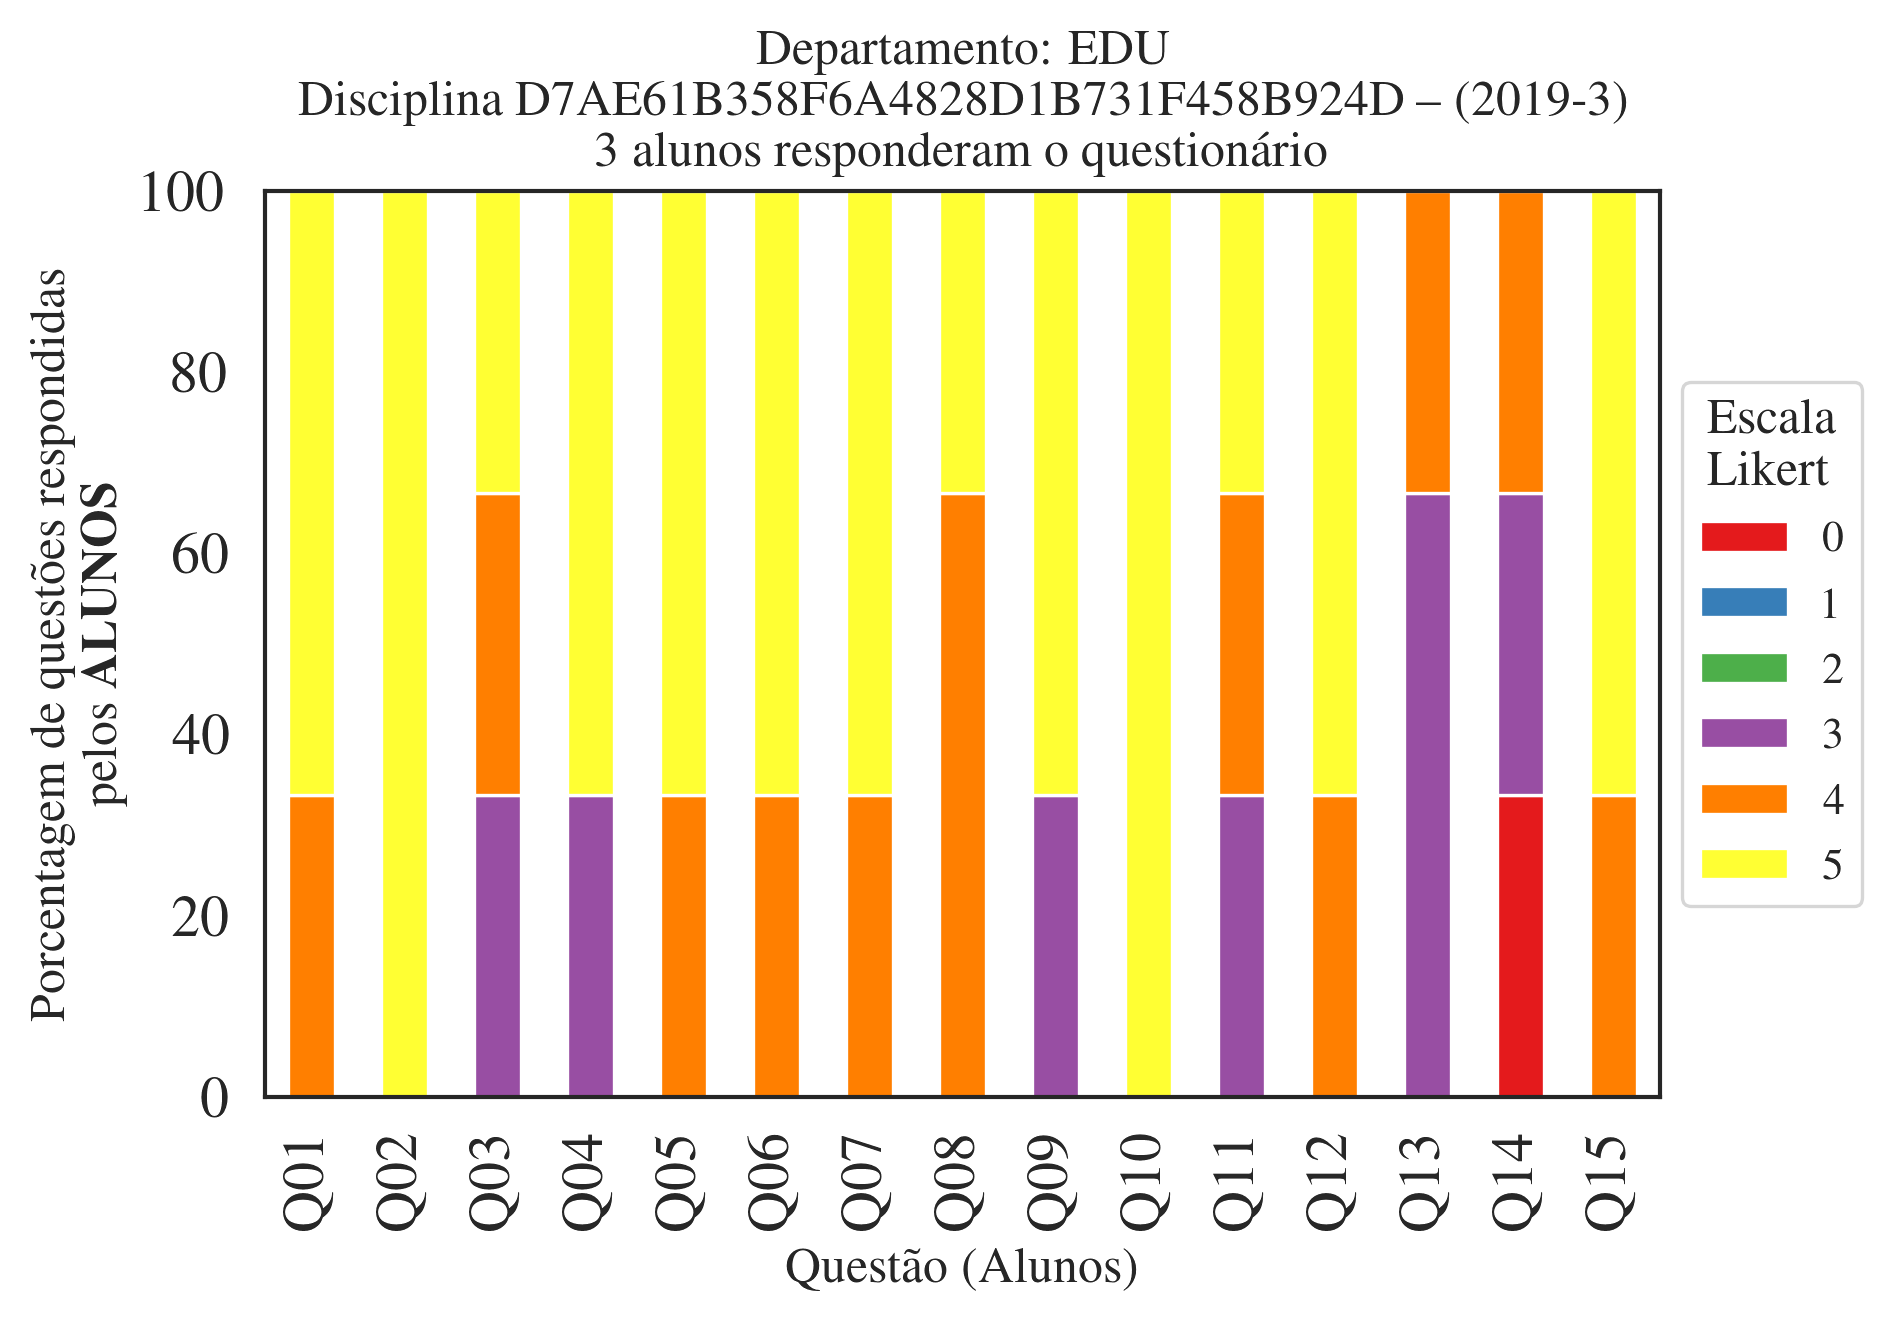 Departamento: EDU
Disciplina D7AE61B358F6A4828D1B731F458B924D – (2019-3)
3 alunos responderam o questionário
Porcentagem de questões respondidas
pelos ALUNOS
100
80
60
40
20
0
Q01
Q02
Q03
Q04
Q05
Q06
Q07
Q08
Q09
Q10
Q11
Q12
Q13
Q14
Q15
Questão (Alunos)
Escala
Likert
0
1
2
3
4
5